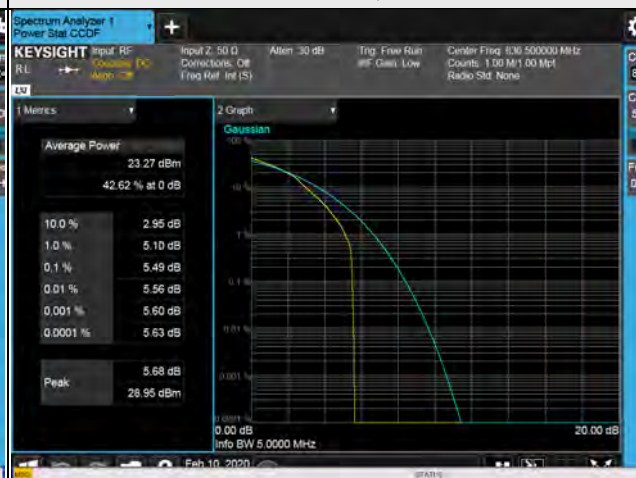 Spectrum Analyzer 1
Power Stat CCDF
+
KEYSIGHT Input: RF
RL
Coupling: DC
Align: Off
Input Z: 50 Ω
Corrections: Off
Freq Ref: Int (S)
Atten: 30 dB
Trig: Free Run
#IF Gain: Low
Center Freq: 836.500000 MHz
Counts: 1.00 M/1.00 Mpt
Radio Std: None
LXI
1 Metrics
Average Power
23.27 dBm
42.62 % at 0 dB
10.0 % 2.95 dB
1.0 % 5.10 dB
0.1 % 5.49 dB
0.01 % 5.56 dB
0.001 % 5.60 dB
0.0001 % 5.63 dB
Peak
5.68 dB
28.95 dBm
2 Graph
Gaussian
100 %
10 %
1 %
0.1 %
0.01 %
0.001 %
0.0001 %
0.00 dB 20.00 dB
Info BW 5.0000 MHz
Feb 10, 2020
MSG STATUS